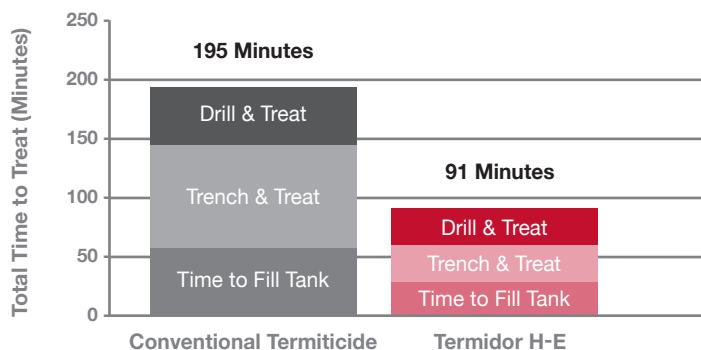 Total Time to Treat (Minutes)
250
200
150
100
50
0
195 Minutes
Drill & Treat
Trench & Treat
Time to Fill Tank
91 Minutes
Drill & Treat
Trench & Treat
Time to Fill Tank
Conventional Termiticide
Termidor H-E